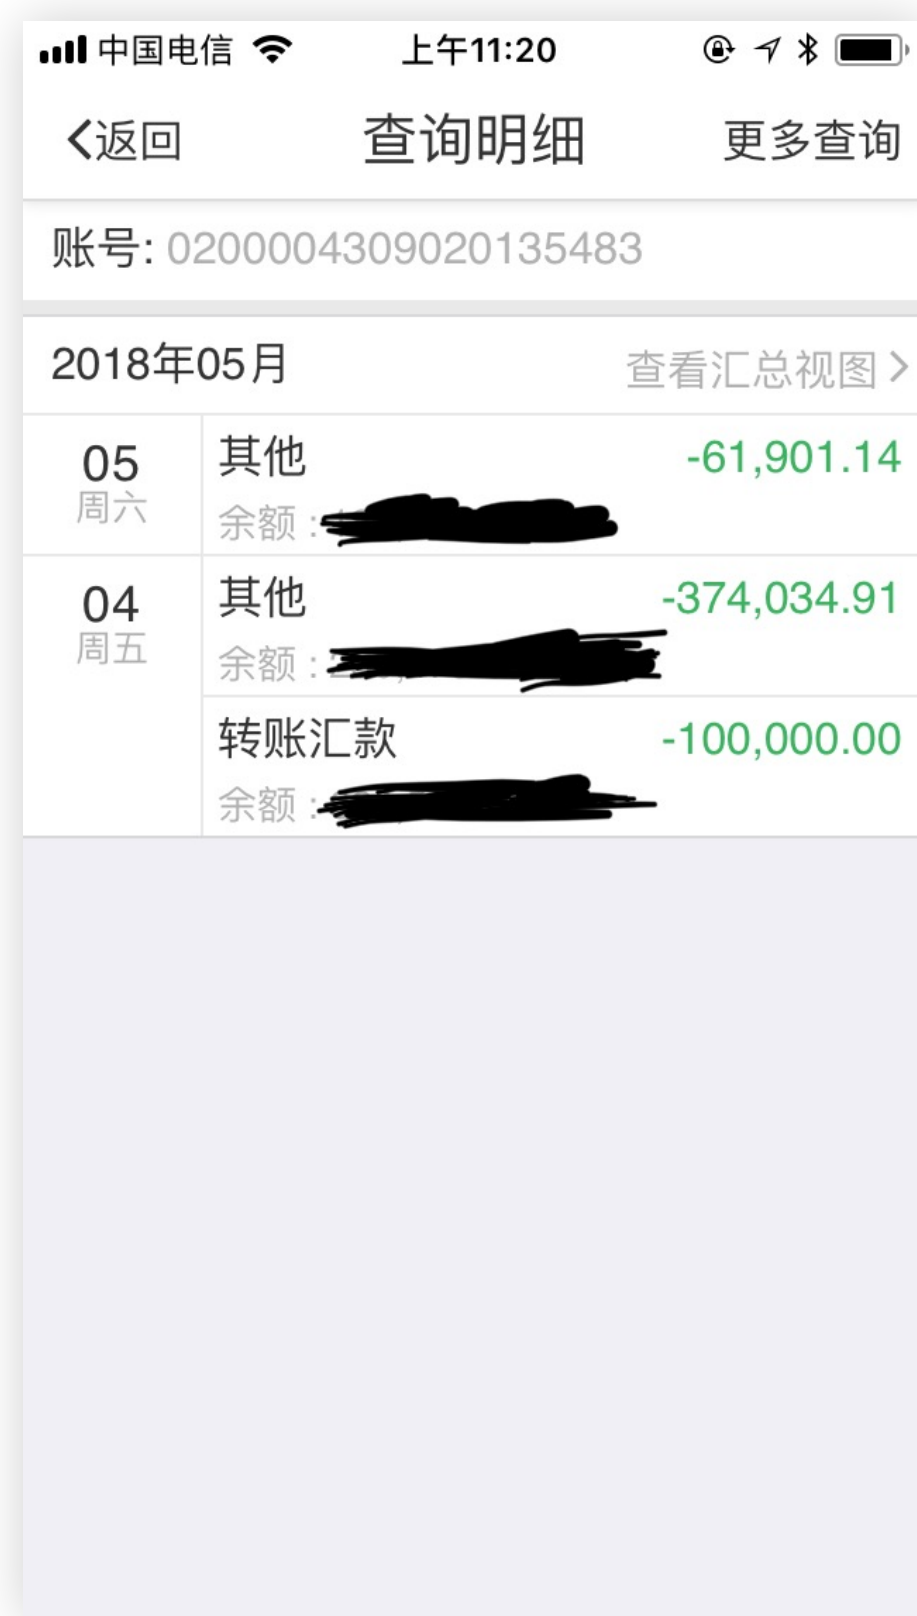 中国电信 上午11:20
返回 查询明细 更多查询
账号: 0200004309020135483
2018年05月 查看汇总视图
05 其他 -61,901.14
周六 余额:
04 其他 -374,034.91
周五 余额:
转账汇款 -100,000.00
余额: